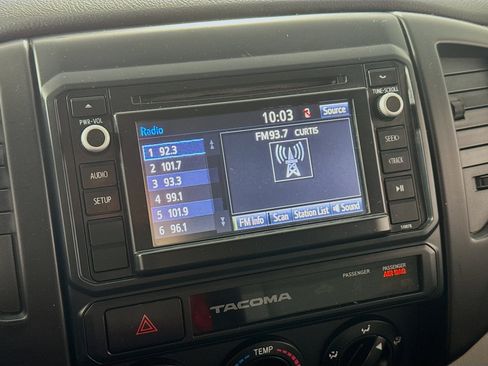 10:03 Source
Radio
FM93.7 CURTIS
1 92.3
2 101.7
3 93.3
4 99.1
5 101.9
6 96.1
FM Info Scan Station List Sound
PWR•VOL
AUDIO
SETUP
TUNE•SCROLL
SEEK
TRACK
PASSENGER
PASSENGER
AIR BAG
TACOMA
TEMP